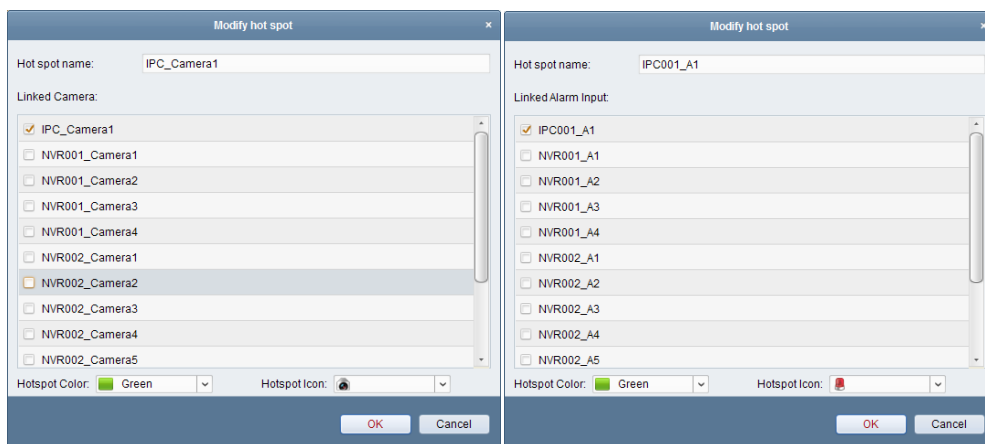 Modify hot spot ×
Hot spot name: IPC_Camera1
Linked Camera:
IPC_Camera1
NVR001_Camera1
NVR001_Camera2
NVR001_Camera3
NVR001_Camera4
NVR002_Camera1
NVR002_Camera2
NVR002_Camera3
NVR002_Camera4
NVR002_Camera5
Hotspot Color: Green Hotspot Icon:
OK Cancel
Modify hot spot ×
Hot spot name: IPC001_A1
Linked Alarm Input:
IPC001_A1
NVR001_A1
NVR001_A2
NVR001_A3
NVR001_A4
NVR002_A1
NVR002_A2
NVR002_A3
NVR002_A4
NVR002_A5
Hotspot Color: Green Hotspot Icon:
OK Cancel